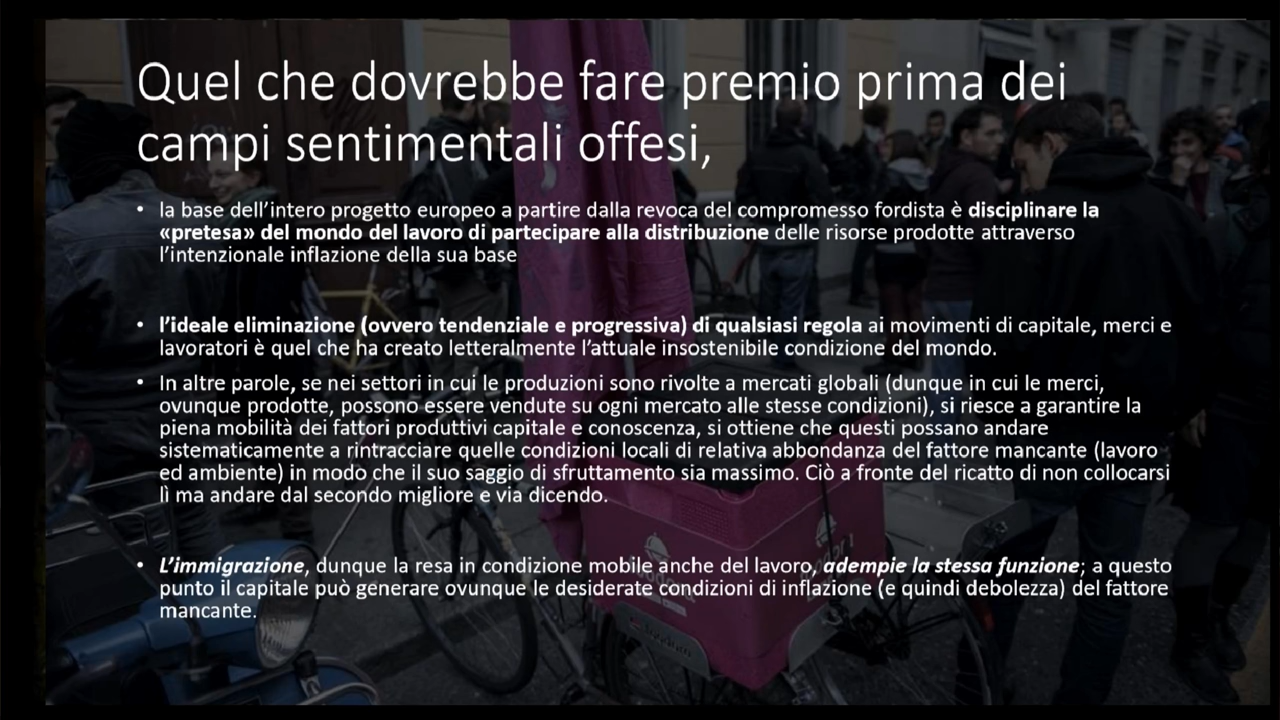 Quel che dovrebbe fare premio prima dei
campi sentimentali offesi,
• la base dell'intero progetto europeo a partire dalla revoca del compromesso fordista è disciplinare la
«pretesa» del mondo del lavoro di partecipare alla distribuzione delle risorse prodotte attraverso
l'intenzionale inflazione della sua base
• l'ideale eliminazione (ovvero tendenziale e progressiva) di qualsiasi regola ai movimenti di capitale, merci e
lavoratori è quel che ha creato letteralmente l'attuale insostenibile condizione del mondo.
• In altre parole, se nei settori in cui le produzioni sono rivolte a mercati globali (dunque in cui le merci,
ovunque prodotte, possono essere vendute su ogni mercato alle stesse condizioni), si riesce a garantire la
piena mobilità dei fattori produttivi capitale e conoscenza, si ottiene che questi possano andare
sistematicamente a rintracciare quelle condizioni locali di relativa abbondanza del fattore mancante (lavoro
ed ambiente) in modo che il suo saggio di sfruttamento sia massimo. Ciò a fronte del ricatto di non collocarsi
lì ma andare dal secondo migliore e via dicendo.
• L'immigrazione, dunque la resa in condizione mobile anche del lavoro, adempie la stessa funzione; a questo
punto il capitale può generare ovunque le desiderate condizioni di inflazione (e quindi debolezza) del fattore
mancante.